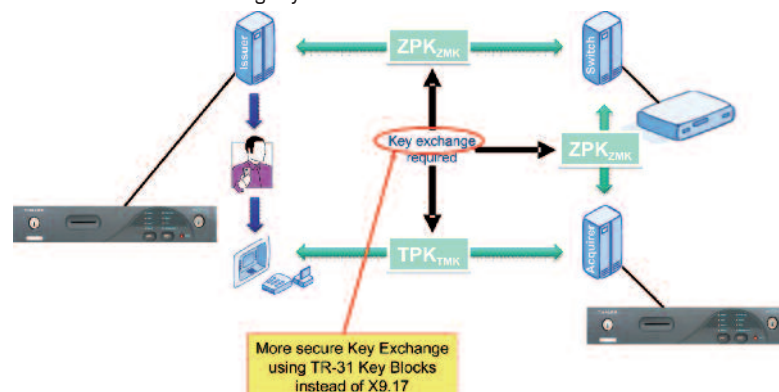 Issuer
ZPK ZMK
Switch
Key exchange
required
ZPK ZMK
TPK TMK
Acquirer
More secure Key Exchange
using TR-31 Key Blocks
instead of X9.17